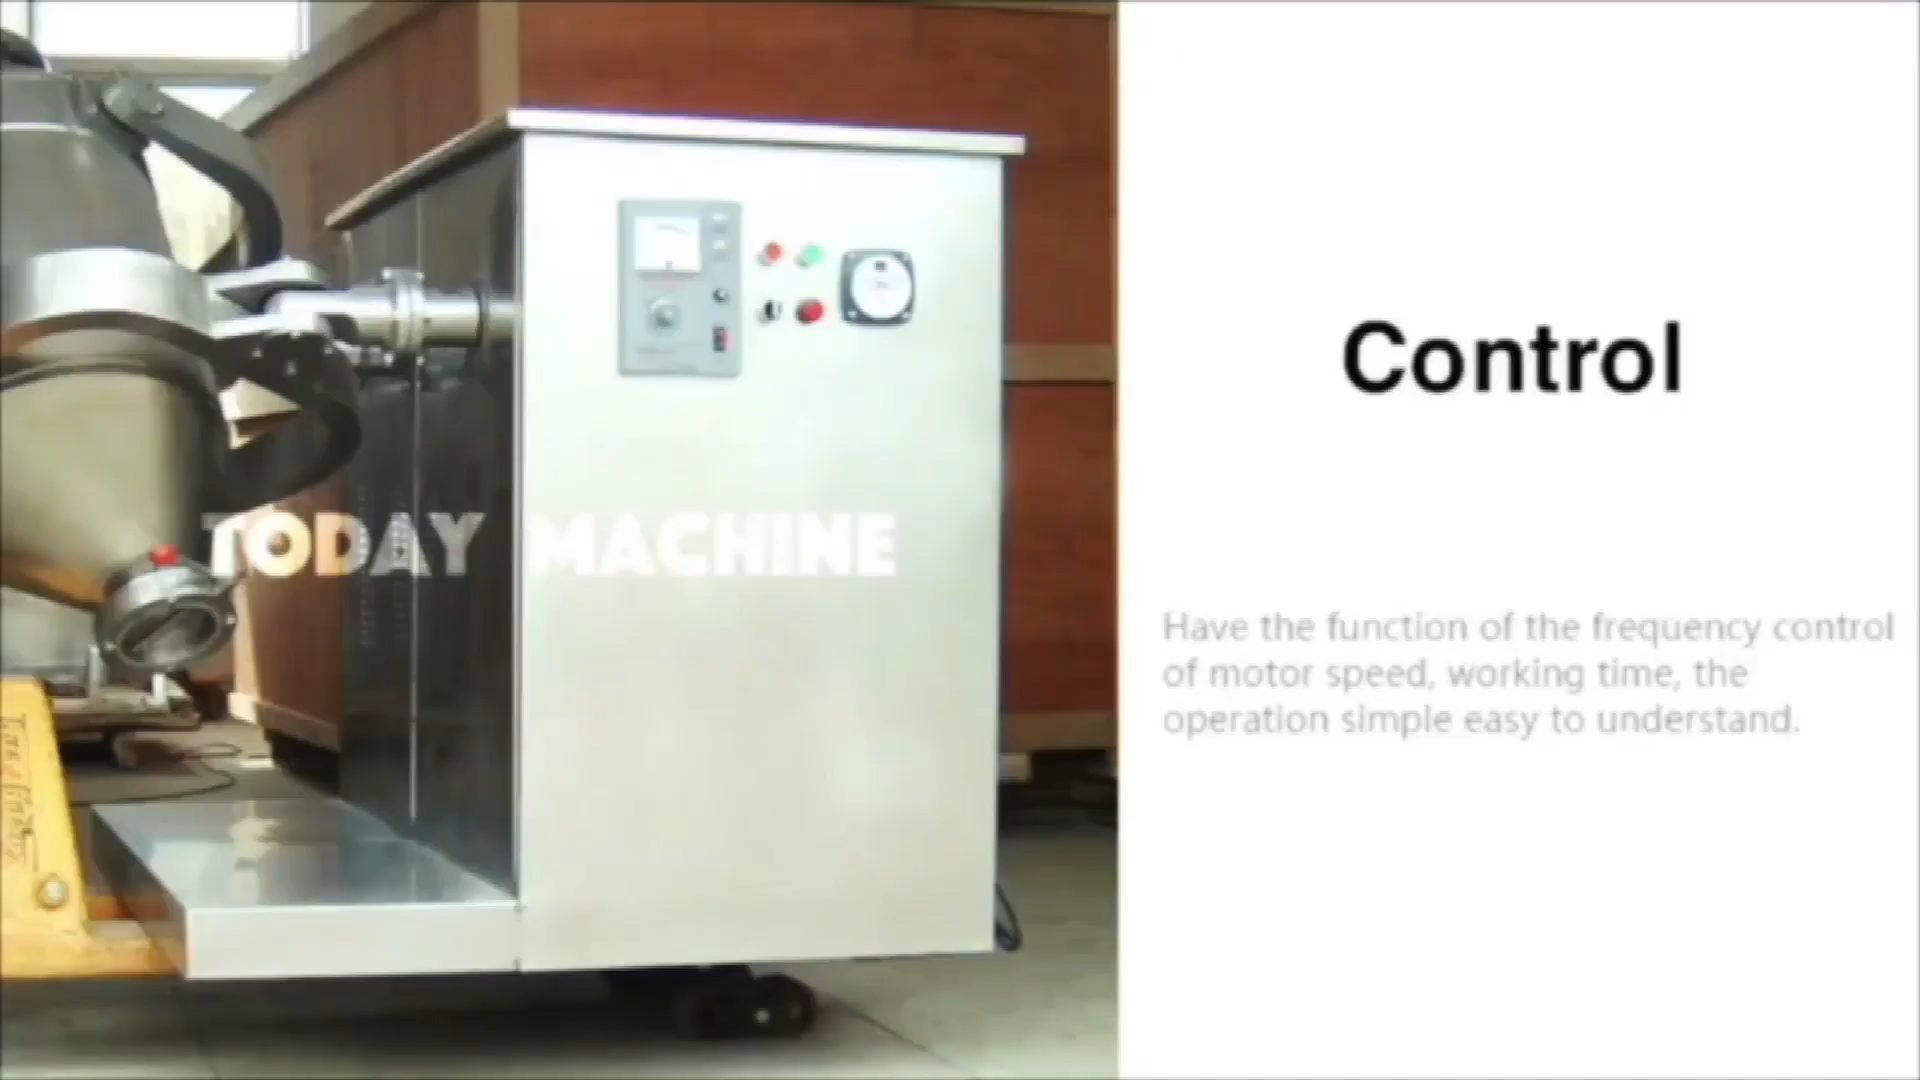 TODAY MACHINE
Control
Have the function of the frequency control
of motor speed, working time, the
operation simple easy to understand.